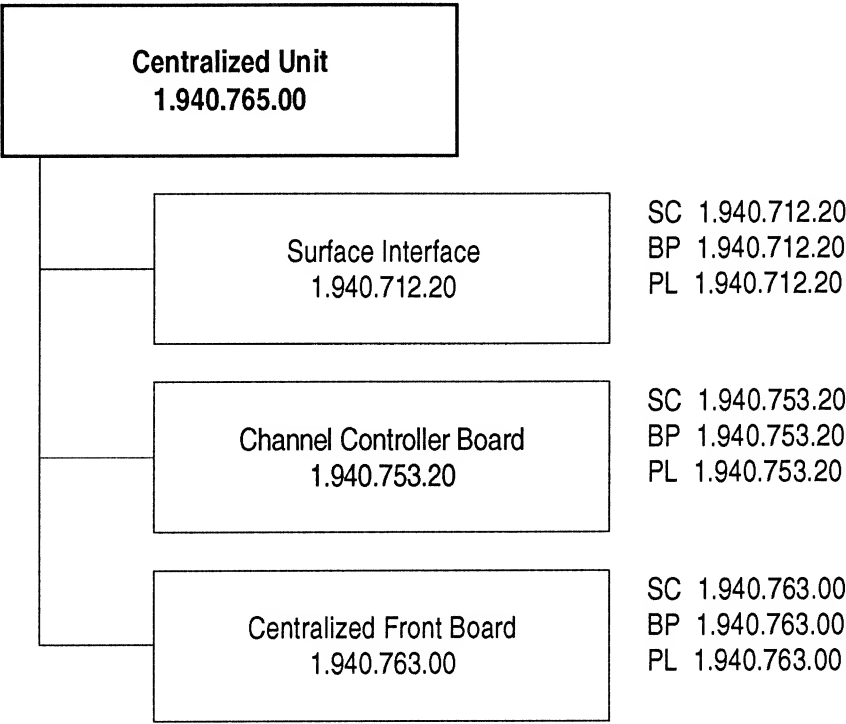 Centralized Unit
1.940.765.00
Surface Interface
1.940.712.20
SC 1.940.712.20
BP 1.940.712.20
PL 1.940.712.20
Channel Controller Board
1.940.753.20
SC 1.940.753.20
BP 1.940.753.20
PL 1.940.753.20
Centralized Front Board
1.940.763.00
SC 1.940.763.00
BP 1.940.763.00
PL 1.940.763.00